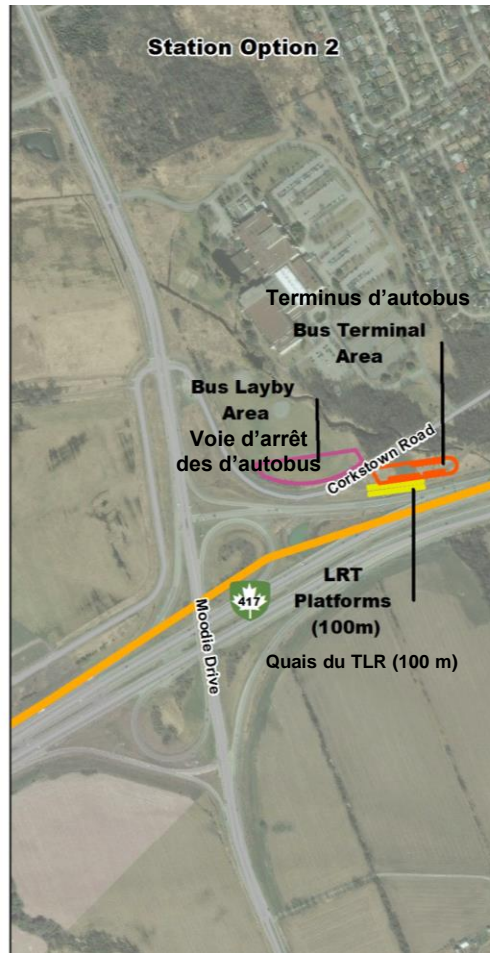 Station Option 2
Terminus d'autobus
Bus Terminal
Area
Bus Layby
Area
Voie d'arrêt
des d'autobus
Corkstown Road
LRT
Platforms
(100m)
417
Moodie Drive
Quais du TLR (100 m)